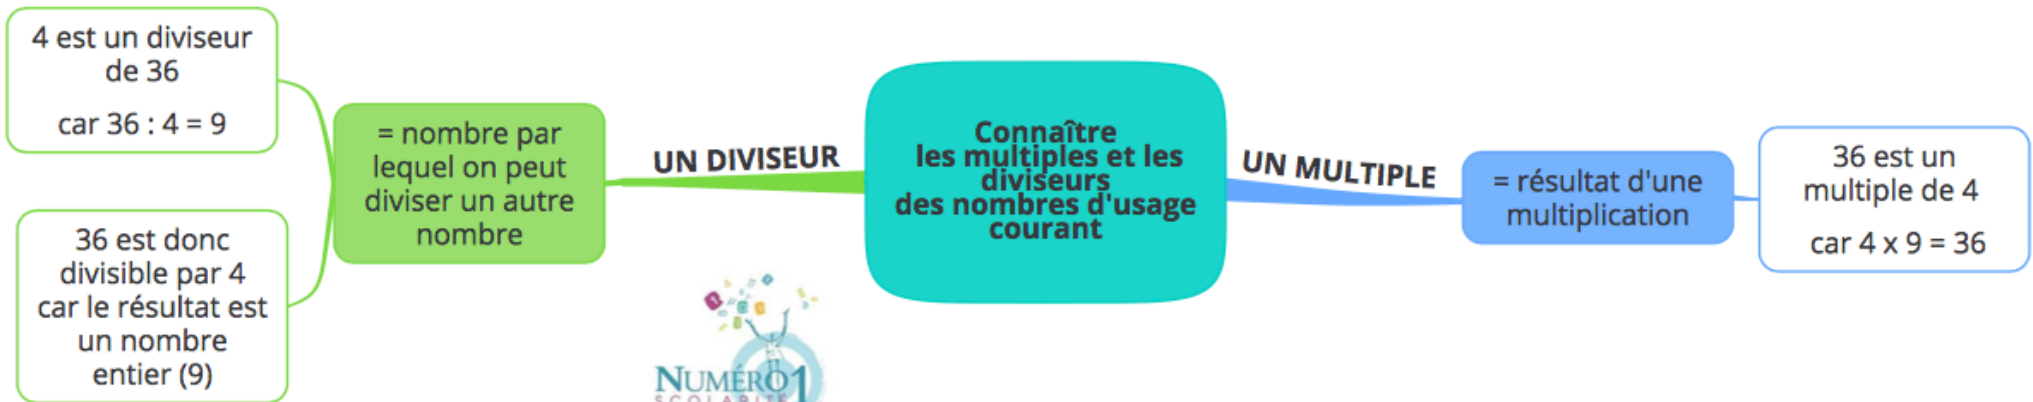 4 est un diviseur
de 36
car 36 : 4 = 9
36 est donc
divisible par 4
car le résultat est
un nombre
entier (9)
= nombre par
lequel on peut
diviser un autre
nombre
UN DIVISEUR
Connaître
les multiples et les
diviseurs
des nombres d'usage
courant
UN MULTIPLE
= résultat d'une
multiplication
36 est un
multiple de 4
car 4 x 9 = 36
NUMÉRO1
SCOLARITÉ